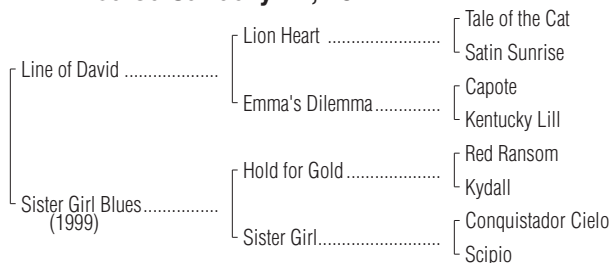 Tale of the Cat
Lion Heart
Satin Sunrise
Line of David
Capote
Emma's Dilemma
Kentucky Lill
Red Ransom
Hold for Gold
Kydall
Sister Girl Blues
(1999)
Conquistador Cielo
Sister Girl
Scipio